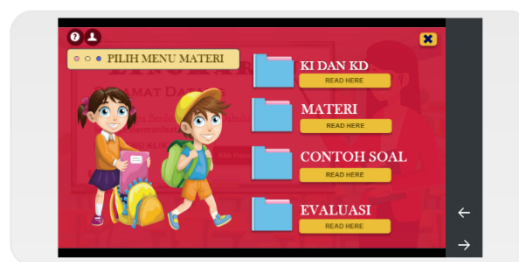 PILIH MENU MATERI
KI DAN KD
READ HERE
MATERI
READ HERE
CONTOH SOAL
READ HERE
EVALUASI
READ HERE